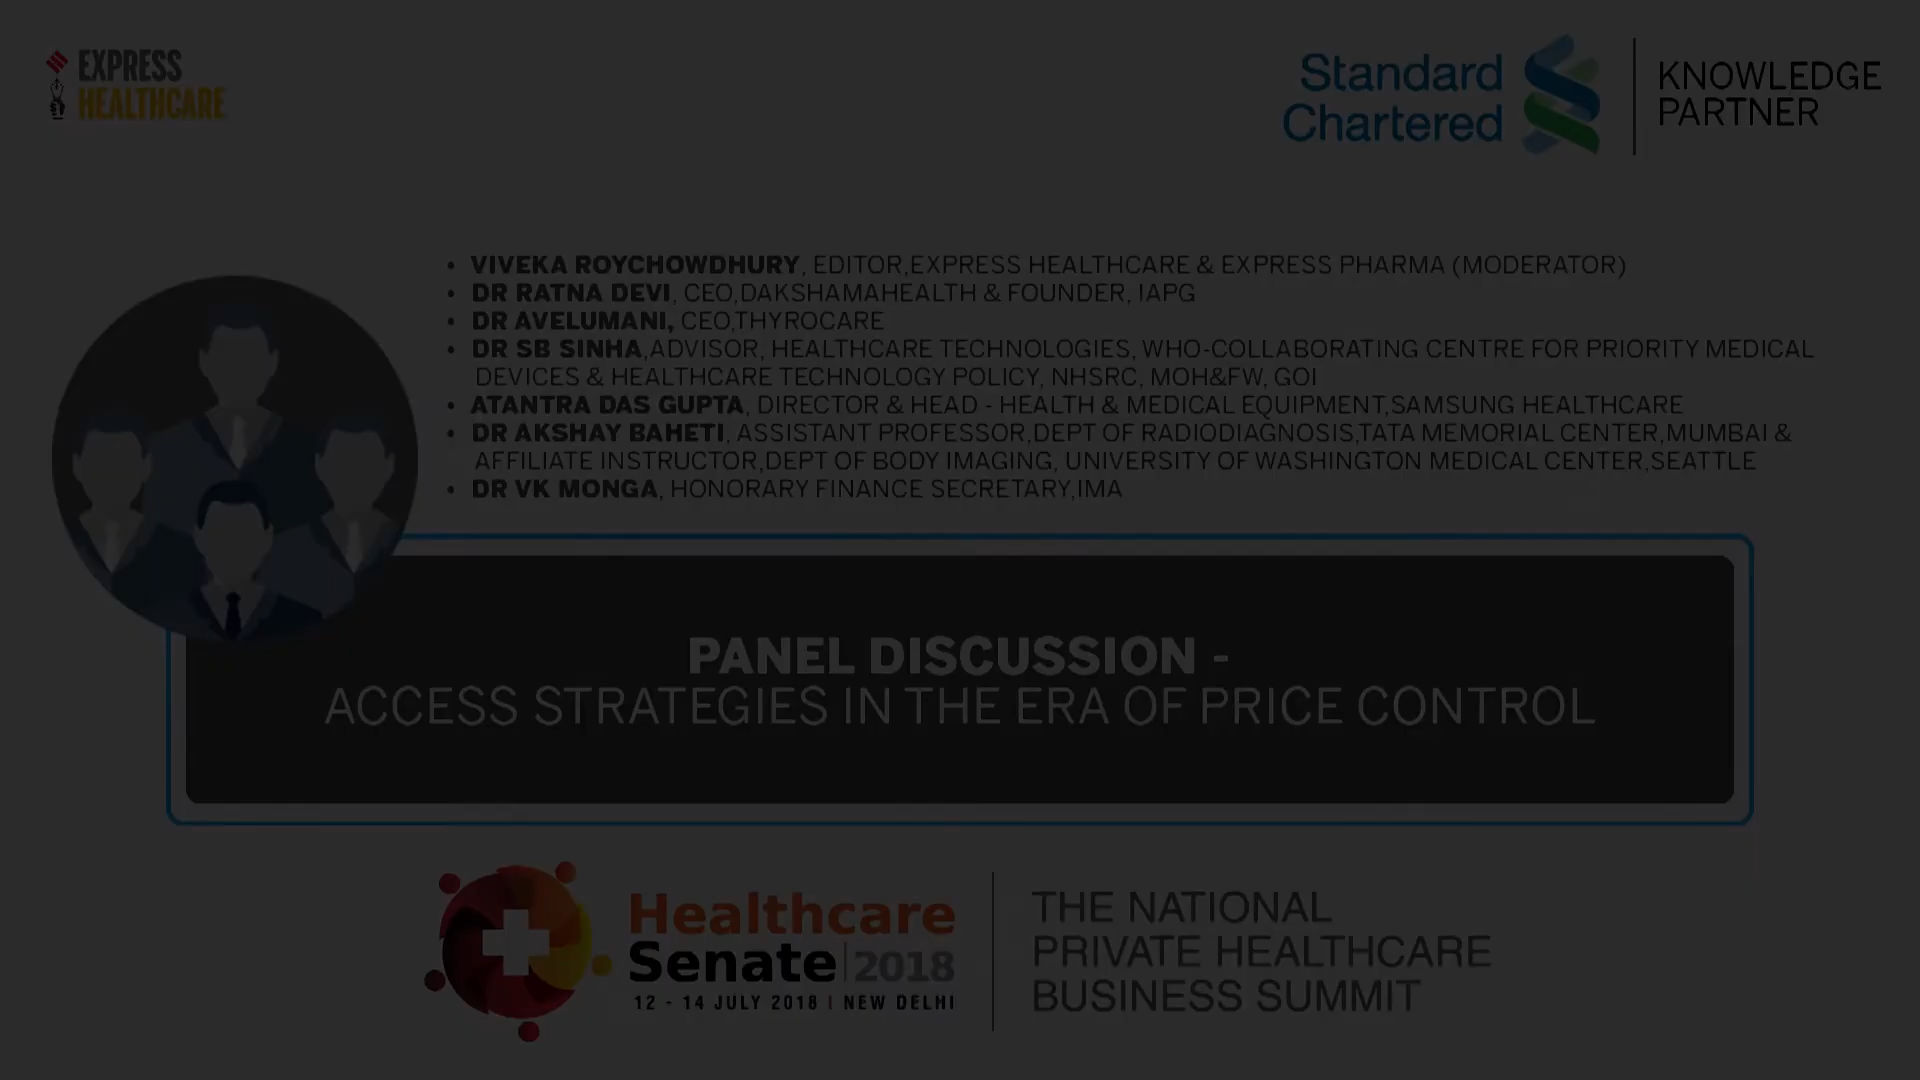 EXPRESS
HEALTHCARE
Standard
Chartered
KNOWLEDGE
PARTNER
• VIVEKA ROYCHOWDHURY, EDITOR,EXPRESS HEALTHCARE & EXPRESS PHARMA (MODERATOR)
• DR RATNA DEVI, CEO,DAKSHAMAHEALTH & FOUNDER, IAPG
• DR AVELUMANI, CEO,THYROCARE
• DR SB SINHA,ADVISOR, HEALTHCARE TECHNOLOGIES, WHO-COLLABORATING CENTRE FOR PRIORITY MEDICAL
DEVICES & HEALTHCARE TECHNOLOGY POLICY, NHSRC, MOH&FW, GOI
• ATANTRA DAS GUPTA, DIRECTOR & HEAD - HEALTH & MEDICAL EQUIPMENT,SAMSUNG HEALTHCARE
• DR AKSHAY BAHETI, ASSISTANT PROFESSOR,DEPT OF RADIODIAGNOSIS,TATA MEMORIAL CENTER,MUMBAI &
AFFILIATE INSTRUCTOR,DEPT OF BODY IMAGING, UNIVERSITY OF WASHINGTON MEDICAL CENTER,SEATTLE
• DR VK MONGA, HONORARY FINANCE SECRETARY,IMA
PANEL DISCUSSION -
ACCESS STRATEGIES IN THE ERA OF PRICE CONTROL
Healthcare
Senate | 2018
12 - 14 JULY 2018 | NEW DELHI
THE NATIONAL
PRIVATE HEALTHCARE
BUSINESS SUMMIT